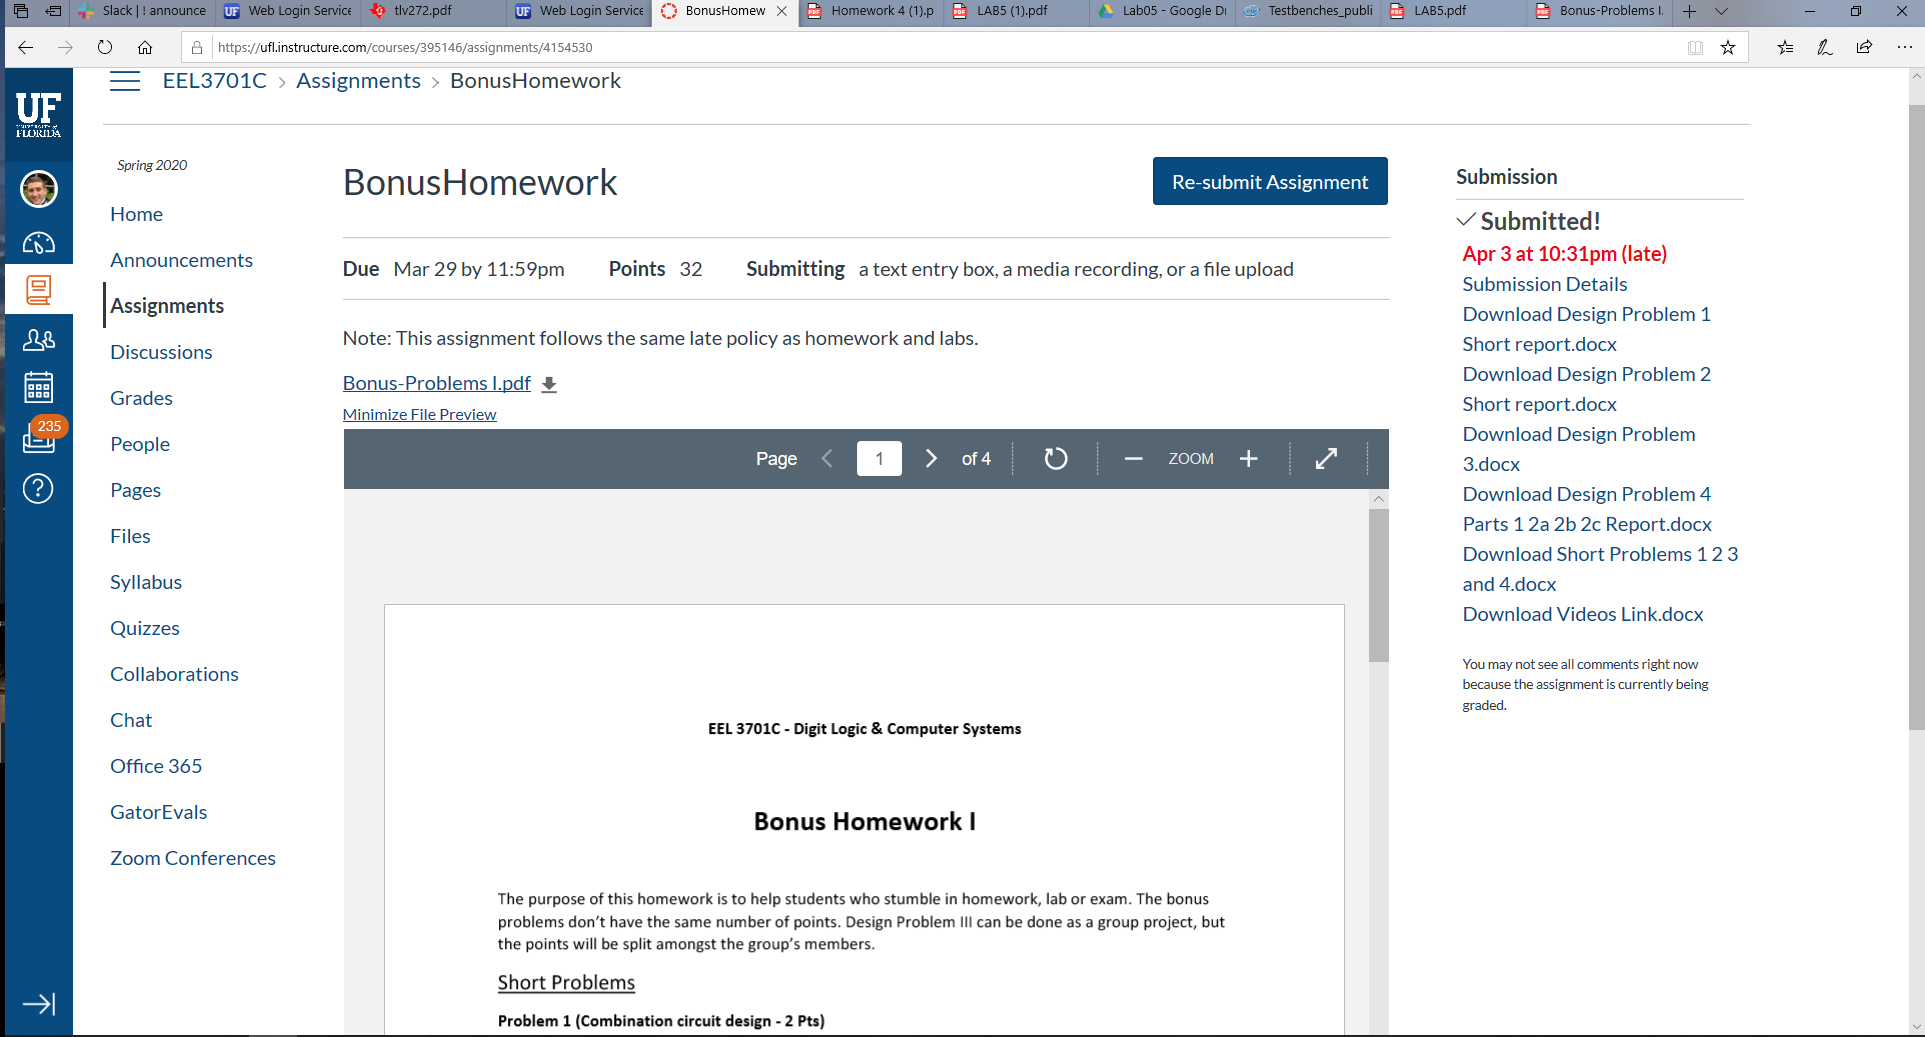 Slack | ! announce
UF Web Login Service
tlv272.pdf
UF Web Login Service
BonusHomew
Homework 4 (1).p
LAB5 (1).pdf
Lab05 - Google Dr
Testbenches_publi
LAB5.pdf
Bonus-Problems I.
https://ufl.instructure.com/courses/395146/assignments/4154530
EEL3701C > Assignments > BonusHomework
UF
UNIVERSITY of
FLORIDA
235
Spring 2020
Home
Announcements
Assignments
Discussions
Grades
People
Pages
Files
Syllabus
Quizzes
Collaborations
Chat
Office 365
GatorEvals
Zoom Conferences
BonusHomework
Re-submit Assignment
Due Mar 29 by 11:59pm Points 32 Submitting a text entry box, a media recording, or a file upload
Note: This assignment follows the same late policy as homework and labs.
Bonus-Problems I.pdf
Minimize File Preview
Page 1 of 4 ZOOM
EEL 3701C - Digit Logic & Computer Systems
Bonus Homework I
The purpose of this homework is to help students who stumble in homework, lab or exam. The bonus
problems don't have the same number of points. Design Problem III can be done as a group project, but
the points will be split amongst the group's members.
Short Problems
Problem 1 (Combination circuit design - 2 Pts)
Submission
Submitted!
Apr 3 at 10:31pm (late)
Submission Details
Download Design Problem 1
Short report.docx
Download Design Problem 2
Short report.docx
Download Design Problem
3.docx
Download Design Problem 4
Parts 1 2a 2b 2c Report.docx
Download Short Problems 1 2 3
and 4.docx
Download Videos Link.docx
You may not see all comments right now
because the assignment is currently being
graded.